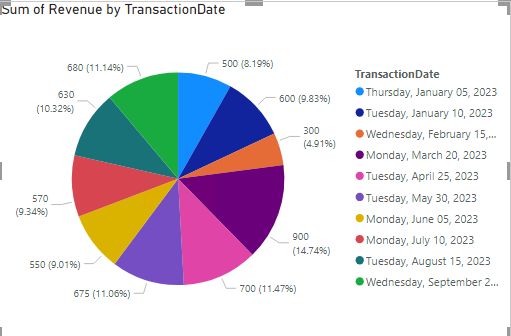 Sum of Revenue by TransactionDate
680 (11.14%)
500 (8.19%)
630
(10.32%)
600 (9.83%)
300
(4.91%)
570
(9.34%)
900
(14.74%)
550 (9.01%)
675 (11.06%)
700 (11.47%)
TransactionDate
Thursday, January 05, 2023
Tuesday, January 10, 2023
Wednesday, February 15,...
Monday, March 20, 2023
Tuesday, April 25, 2023
Tuesday, May 30, 2023
Monday, June 05, 2023
Monday, July 10, 2023
Tuesday, August 15, 2023
Wednesday, September 2...